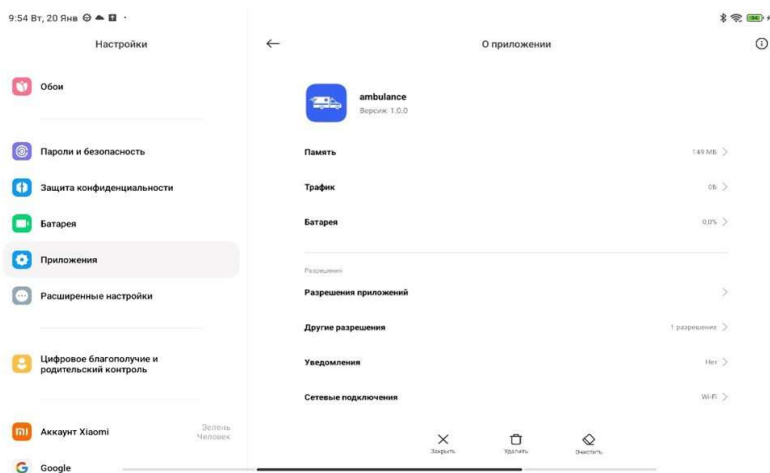 9:54 Вт, 20 Янв
Настройки
Обои
Пароли и безопасность
Защита конфиденциальности
Батарея
Приложения
Расширенные настройки
Цифровое благополучие и
родительский контроль
Аккаунт Xiaomi
Зелень
Человек
Google
О приложении
ambulance
Версия: 1.0.0
Память 149 МБ
Трафик 0Б
Батарея 0,0%
Разрешения
Разрешения приложений
Другие разрешения 1 разрешение
Уведомления Нет
Сетевые подключения Wi-Fi
Закрыть Удалить Очистить